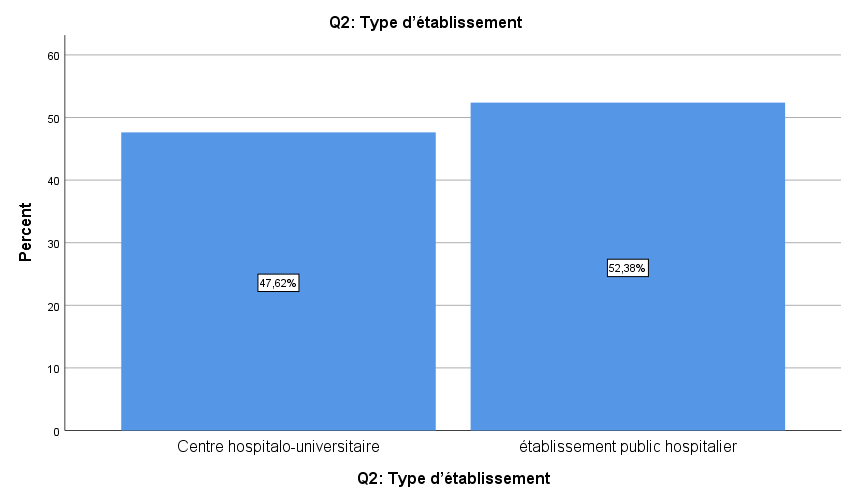 Q2: Type d’établissement
60
50
40
30
20
10
0
Percent
47,62%
52,38%
Centre hospitalo-universitaire
établissement public hospitalier
Q2: Type d’établissement